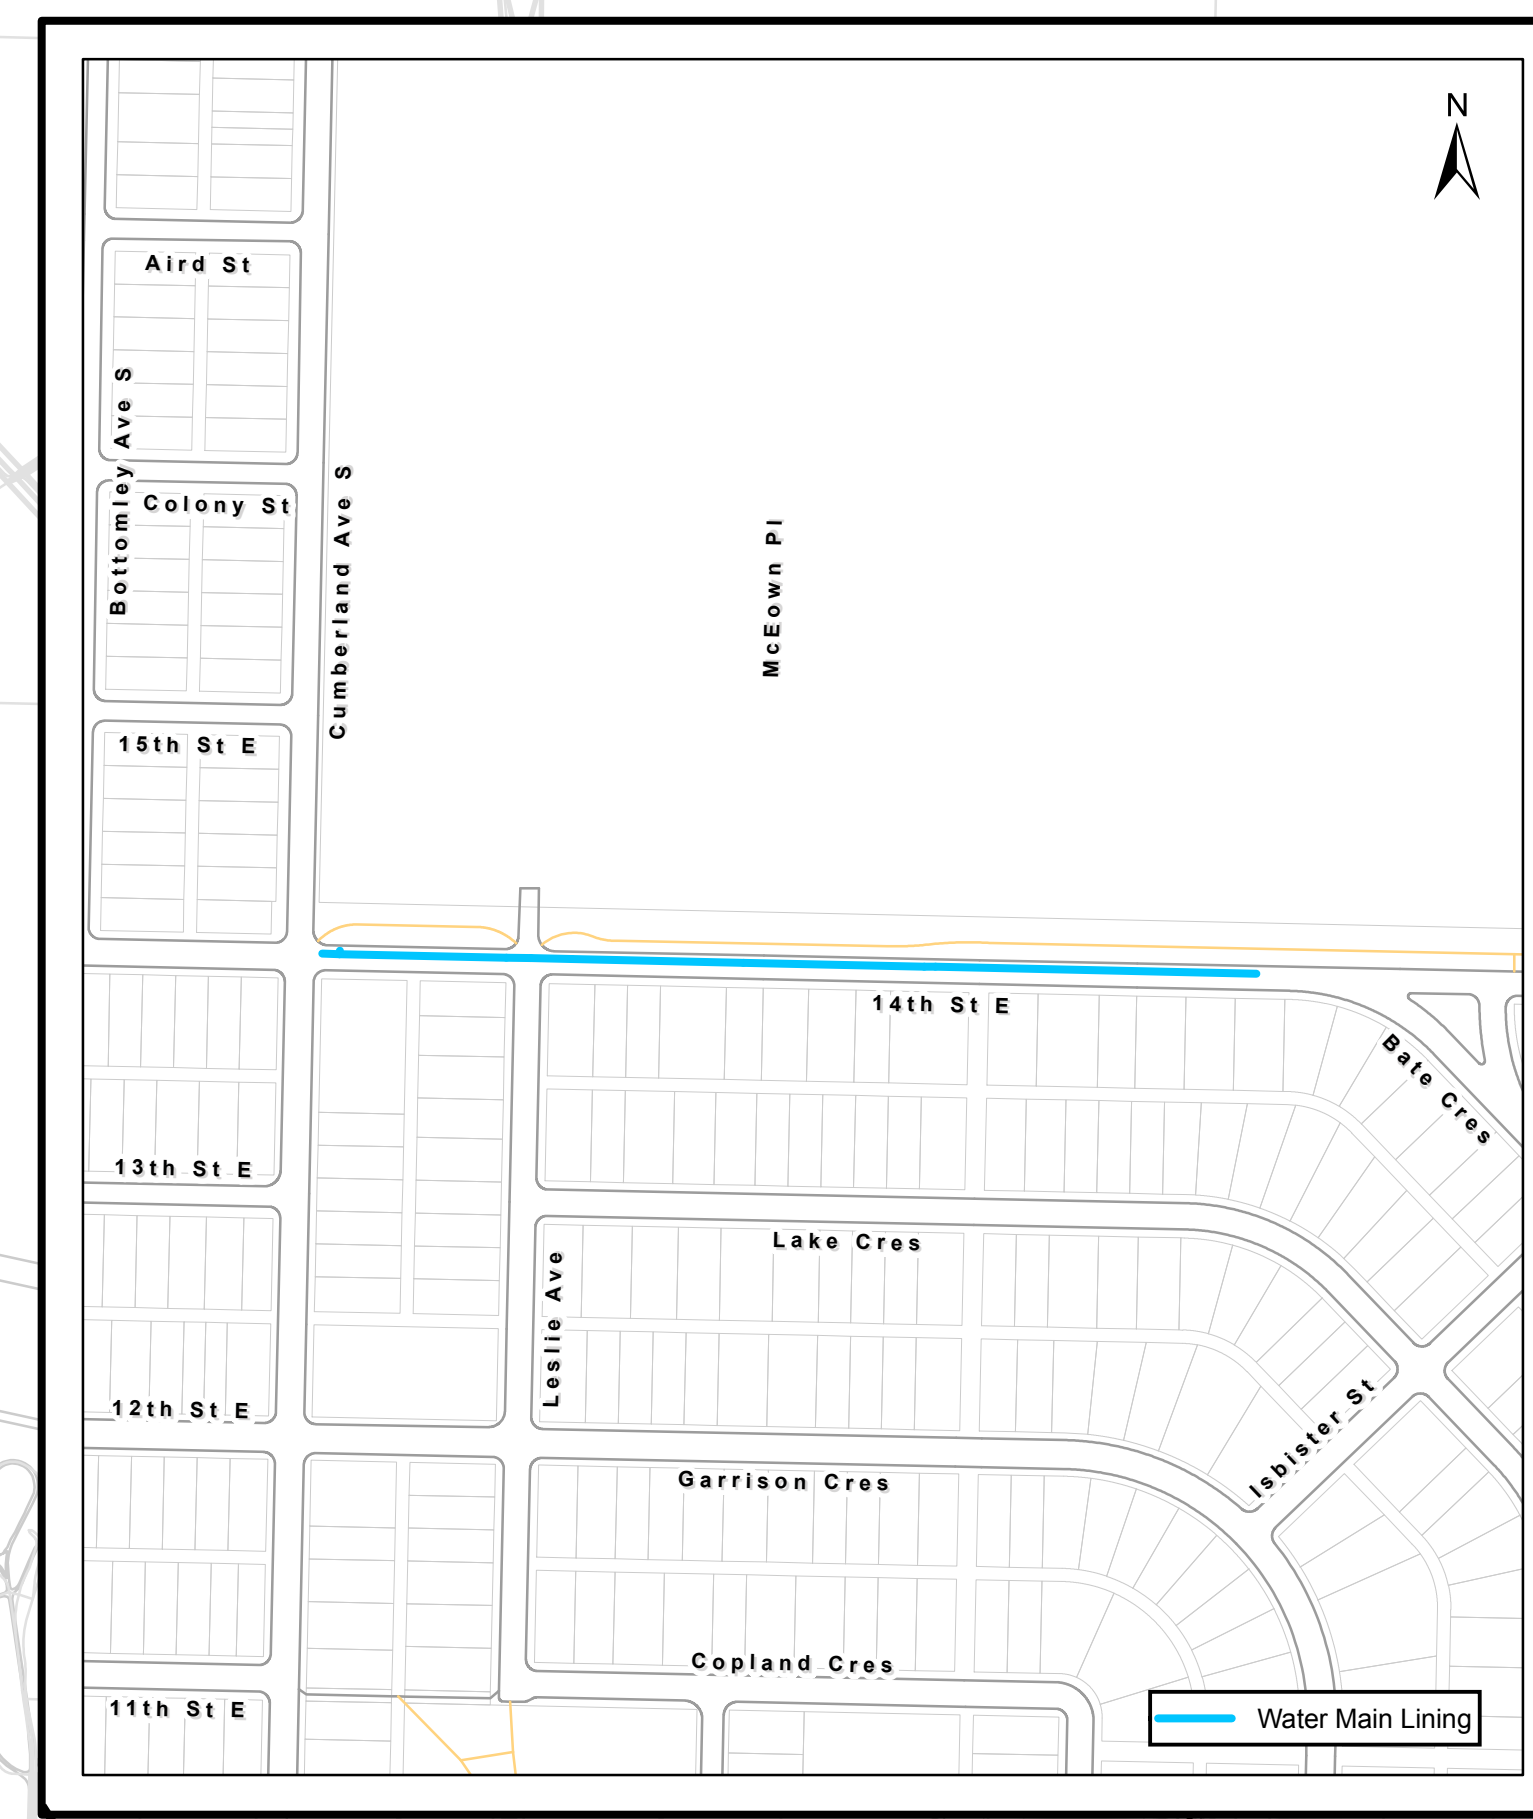 N
Aird St
Bottomley Ave S
Colony St
Cumberland Ave S
McEown Pl
15th St E
14th St E
Bate Cres
13th St E
Lake Cres
Leslie Ave
12th St E
Isbister St
Garrison Cres
Copland Cres
11th St E
Water Main Lining